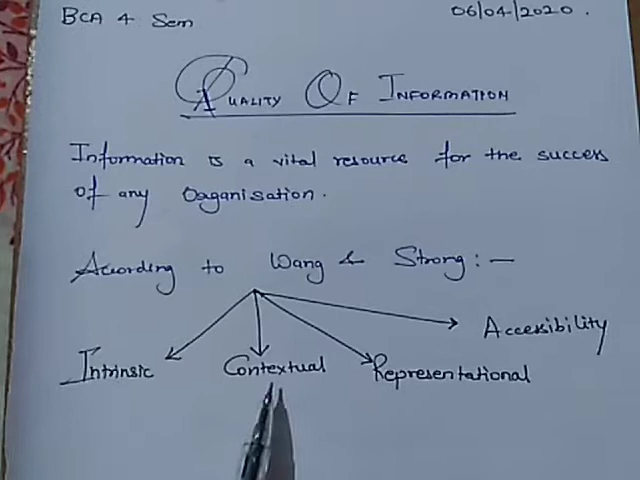 BCA 4 Sem
06/04/2020.
Quality Of Information
Information is a vital resource for the success
of any Organisation.
Acording to Wang & Strong:-
Accessibility
Intrinsic Contextual Representational